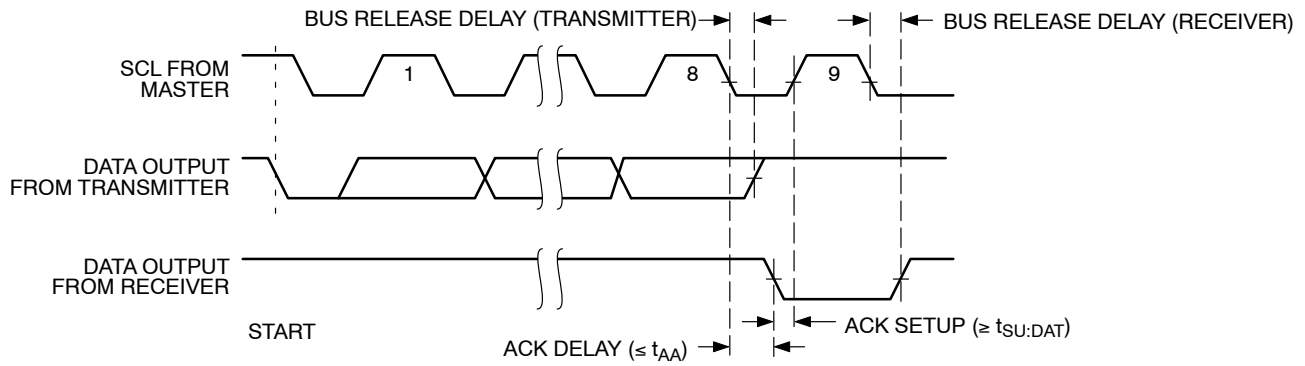 BUS RELEASE DELAY (TRANSMITTER)
BUS RELEASE DELAY (RECEIVER)
SCL FROM
MASTER
1
8
9
DATA OUTPUT
FROM TRANSMITTER
DATA OUTPUT
FROM RECEIVER
START
ACK SETUP (≥ tSU:DAT)
ACK DELAY (≤ tAA)